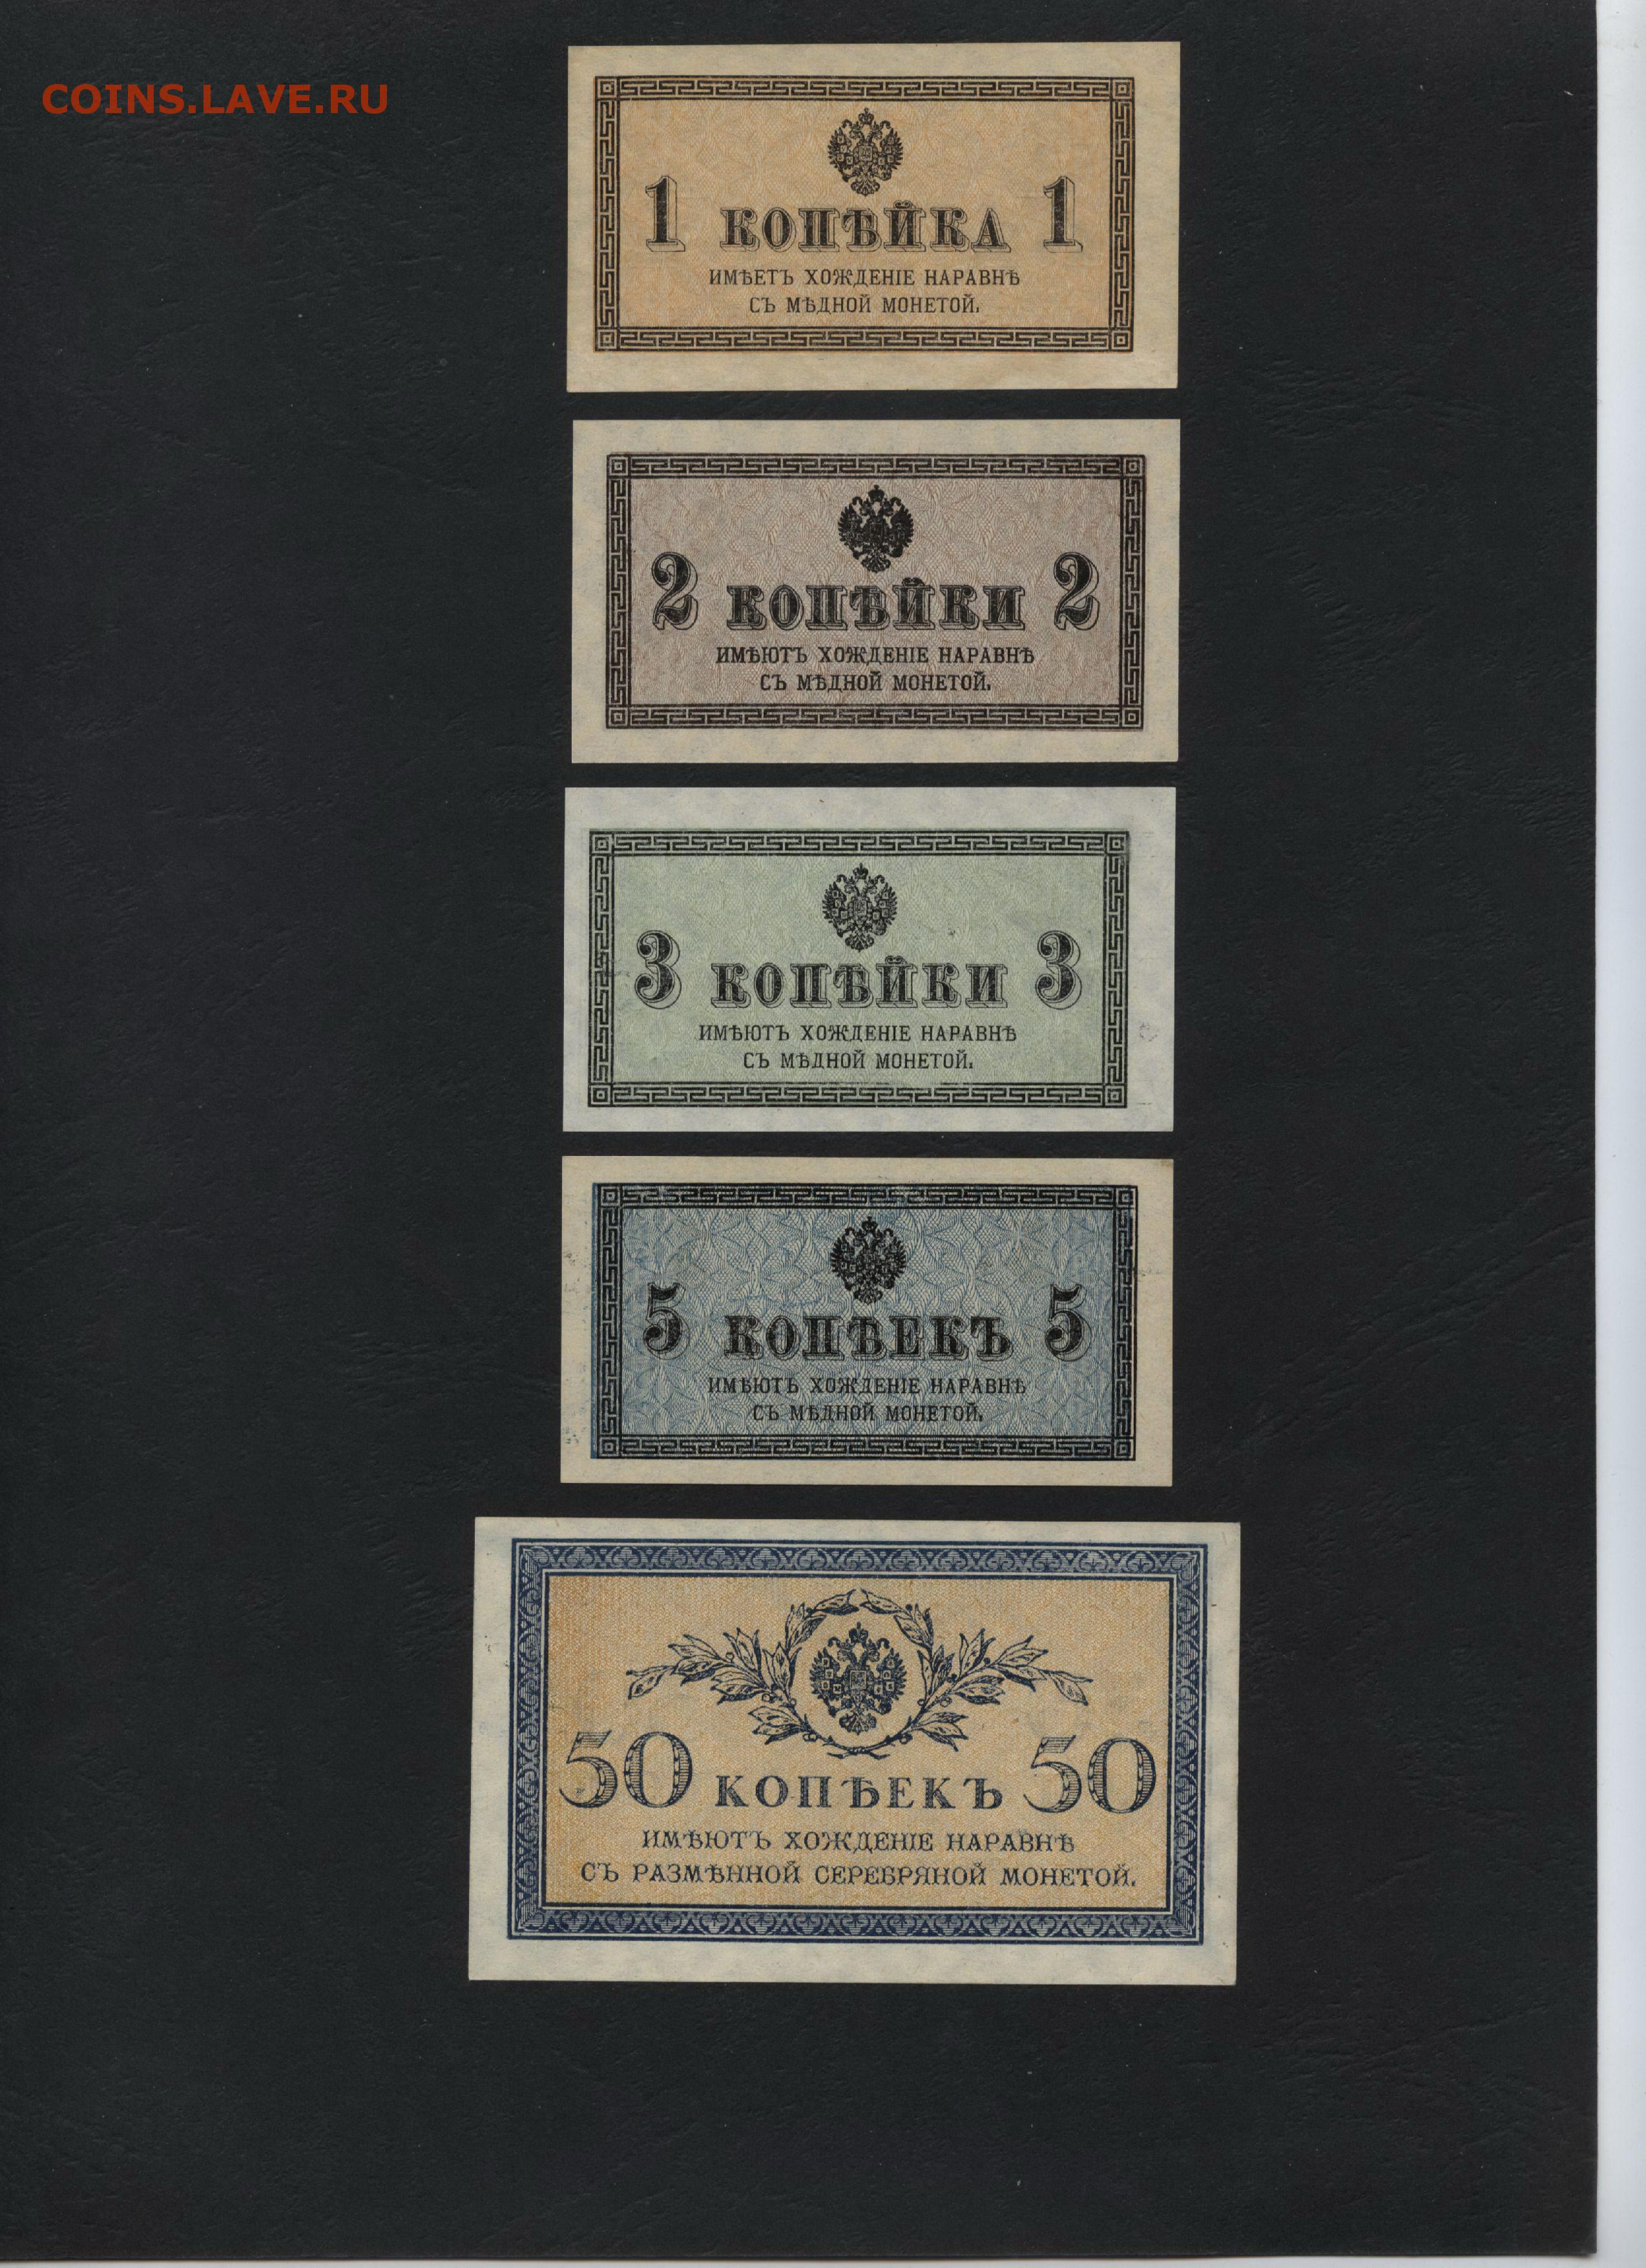 COINS.LAVE.RU
1 КОПѢЙКА 1
ИМѢЕТЪ ХОЖДЕНІЕ НАРАВНѢ
СЪ МѢДНОЙ МОНЕТОЙ.
2 КОПѢЙКИ 2
ИМѢЮТЪ ХОЖДЕНІЕ НАРАВНѢ
СЪ МѢДНОЙ МОНЕТОЙ.
3 КОПѢЙКИ 3
ИМѢЮТЪ ХОЖДЕНІЕ НАРАВНѢ
СЪ МѢДНОЙ МОНЕТОЙ.
5 КОПѢЕКЪ 5
ИМѢЮТЪ ХОЖДЕНІЕ НАРАВНѢ
СЪ МѢДНОЙ МОНЕТОЙ.
50 КОПѢЕКЪ 50
ИМѢЮТЪ ХОЖДЕНІЕ НАРАВНѢ
СЪ РАЗМѢННОЙ СЕРЕБРЯНОЙ МОНЕТОЙ.